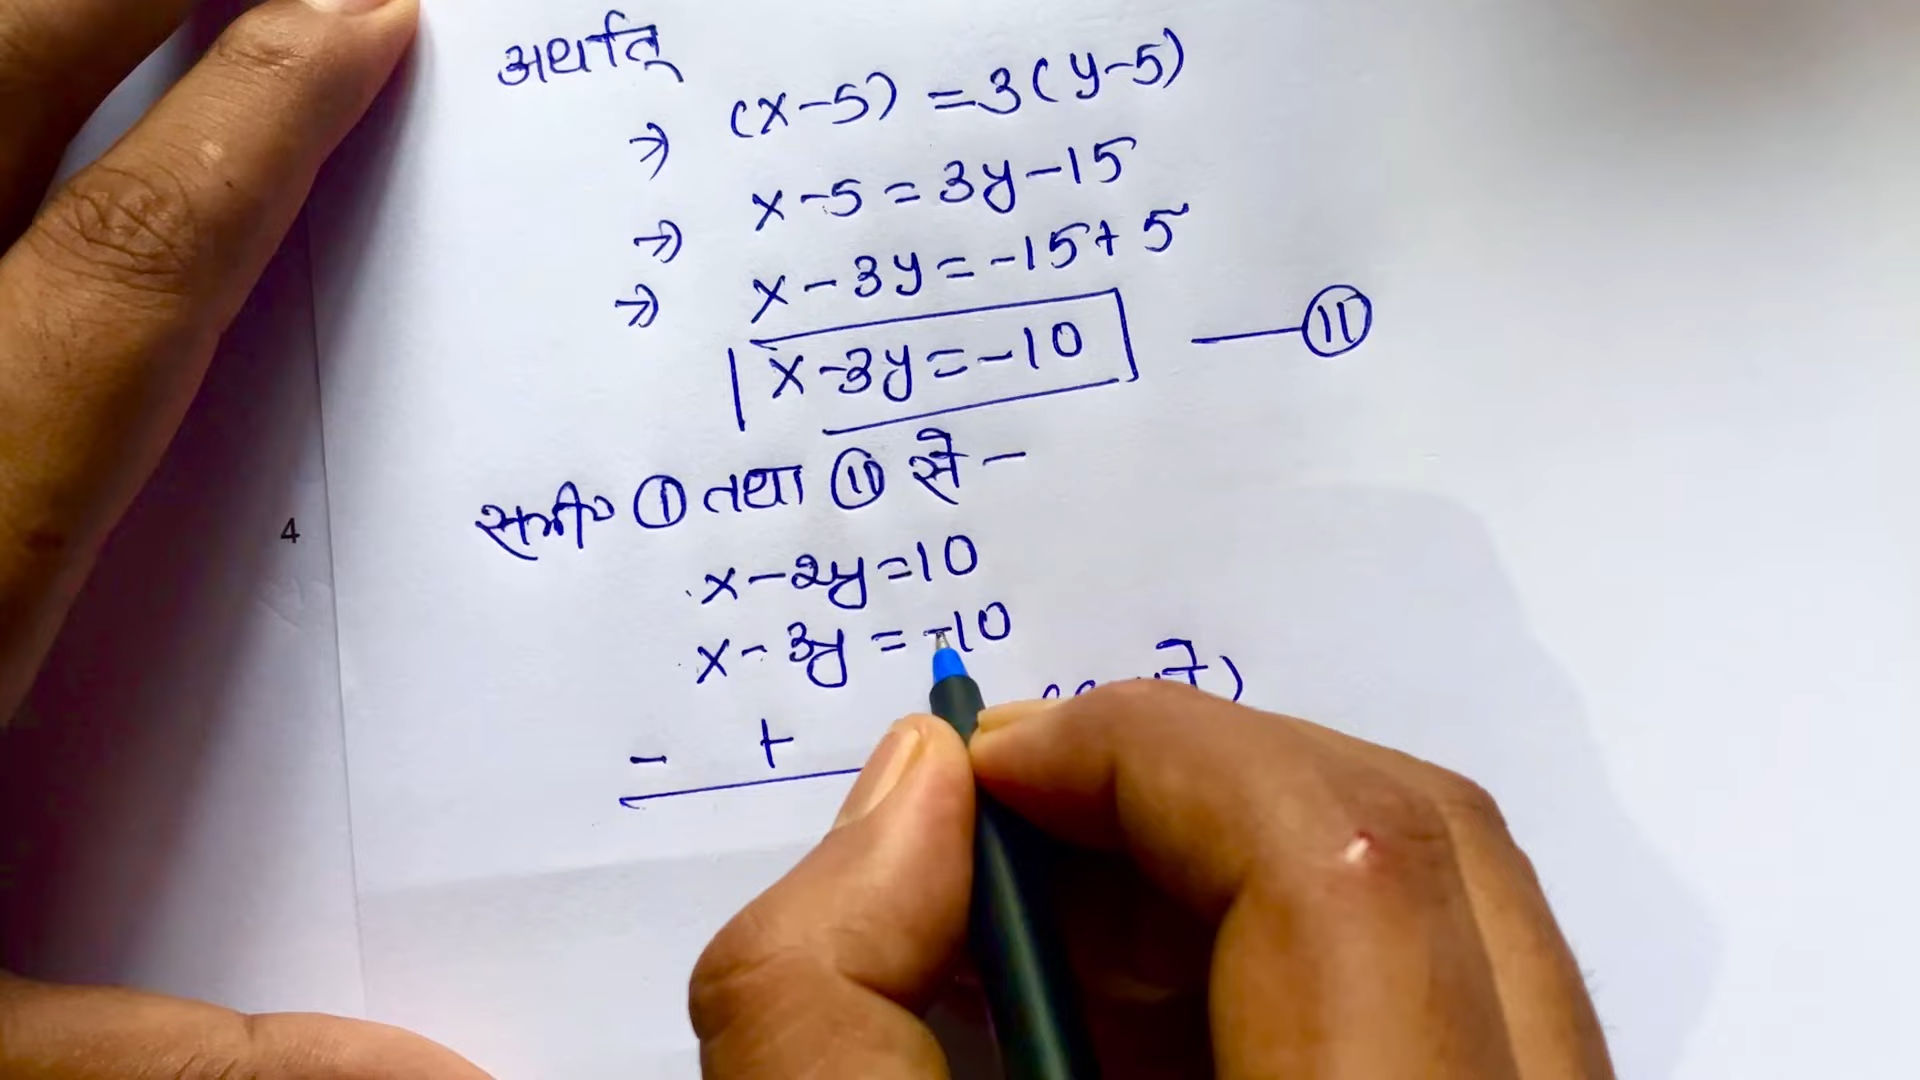 अर्थात्
⇒ (x-5) = 3(y-5)
⇒ x-5 = 3y-15
⇒ x-3y = -15+5
x-3y = -10 — (II)
समी० (I) तथा (II) से -
x-2y = 10
x-3y = -10
- +
4